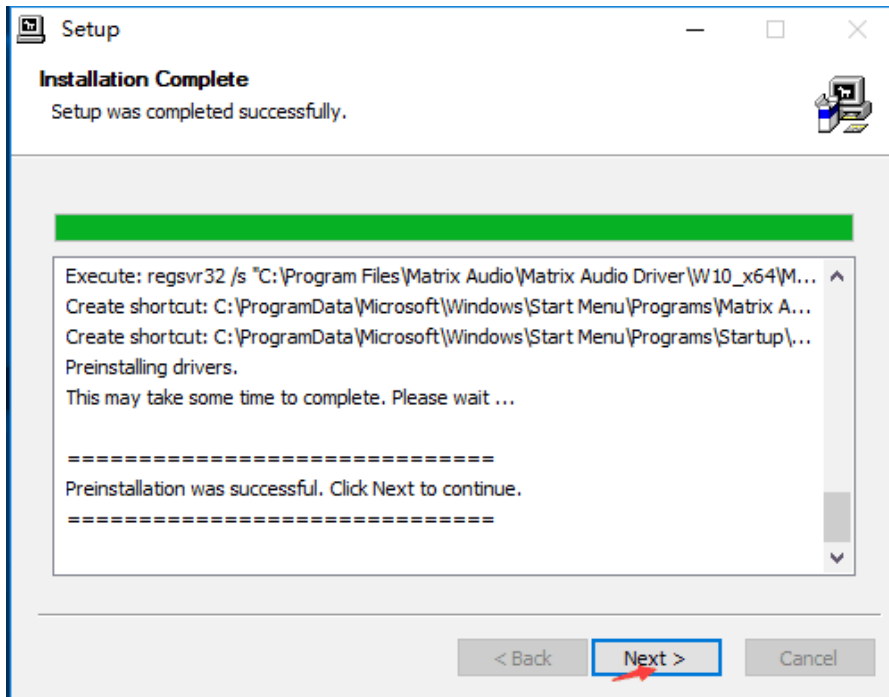 Setup
Installation Complete
Setup was completed successfully.
Execute: regsvr32 /s "C:\Program Files\Matrix Audio\Matrix Audio Driver\W10_x64\M...
Create shortcut: C:\ProgramData\Microsoft\Windows\Start Menu\Programs\Matrix A...
Create shortcut: C:\ProgramData\Microsoft\Windows\Start Menu\Programs\Startup\...
Preinstalling drivers.
This may take some time to complete. Please wait ...
==============================
Preinstallation was successful. Click Next to continue.
==============================
< Back Next > Cancel